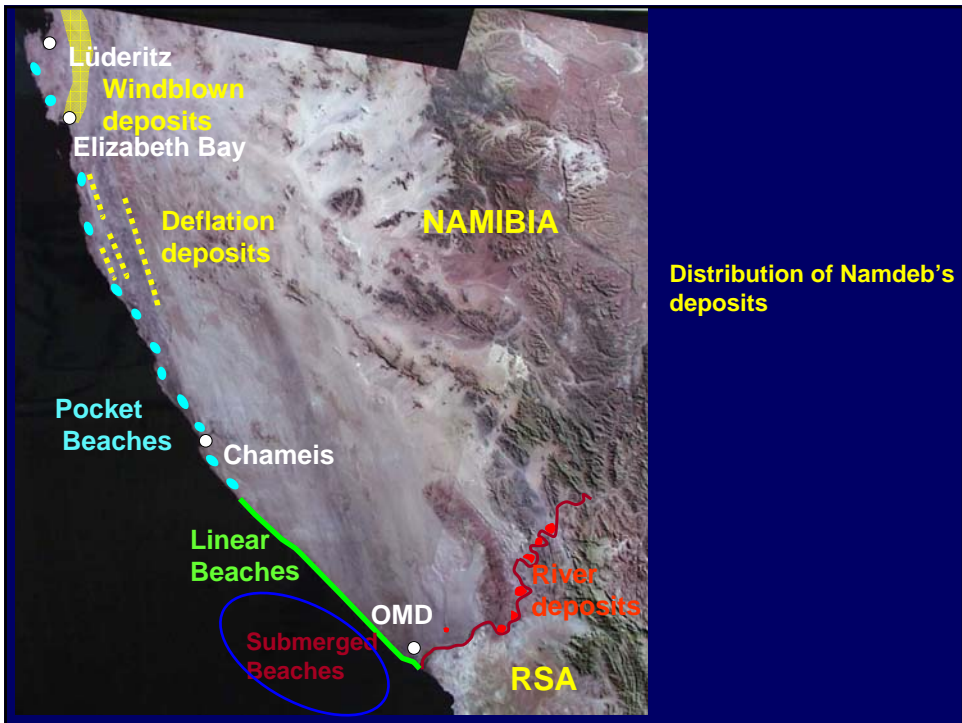 Lüderitz
Windblown
deposits
Elizabeth Bay
Deflation
deposits
NAMIBIA
Distribution of Namdeb's
deposits
Pocket
Beaches
Chameis
Linear
Beaches
River
deposits
OMD
Submerged
Beaches
RSA